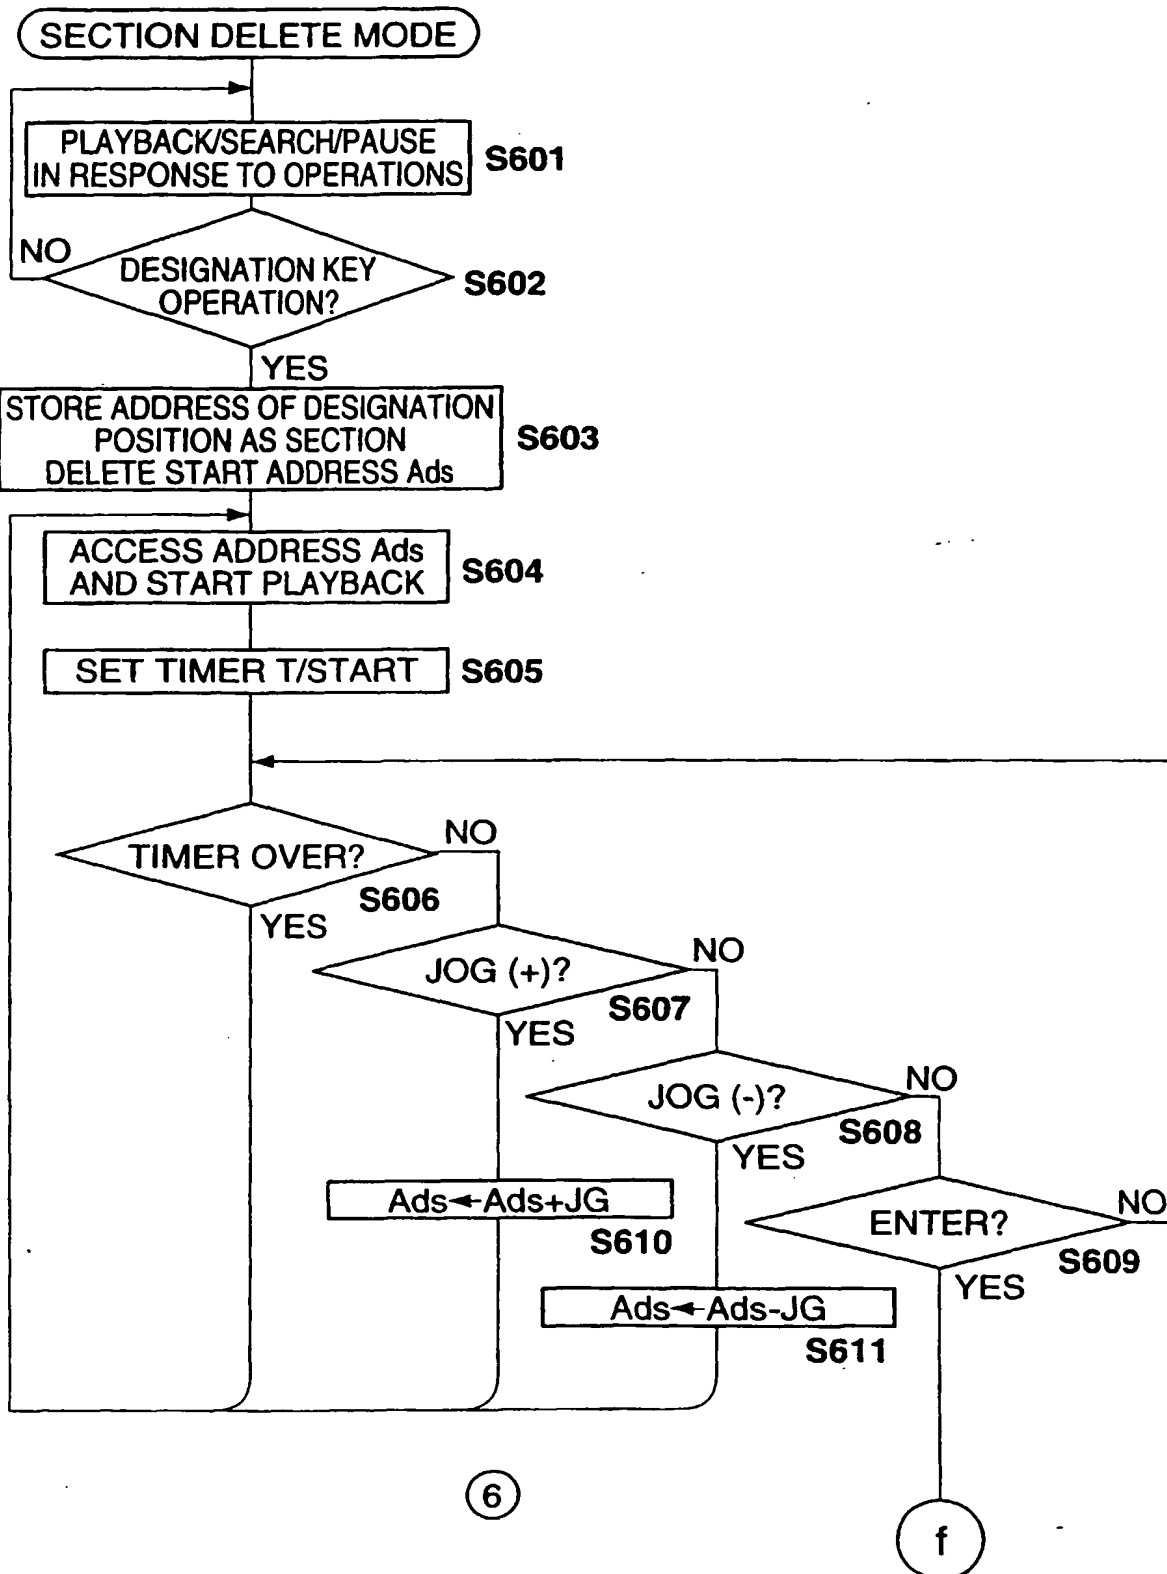 SECTION DELETE MODE
PLAYBACK/SEARCH/PAUSE
IN RESPONSE TO OPERATIONS
S601
NO
DESIGNATION KEY
OPERATION?
S602
YES
STORE ADDRESS OF DESIGNATION
POSITION AS SECTION
DELETE START ADDRESS Ads
S603
ACCESS ADDRESS Ads
AND START PLAYBACK
S604
SET TIMER T/START
S605
TIMER OVER?
NO
S606
YES
JOG (+)?
NO
S607
YES
JOG (-)?
NO
S608
YES
Ads←Ads+JG
S610
ENTER?
NO
S609
YES
Ads←Ads-JG
S611
6
f